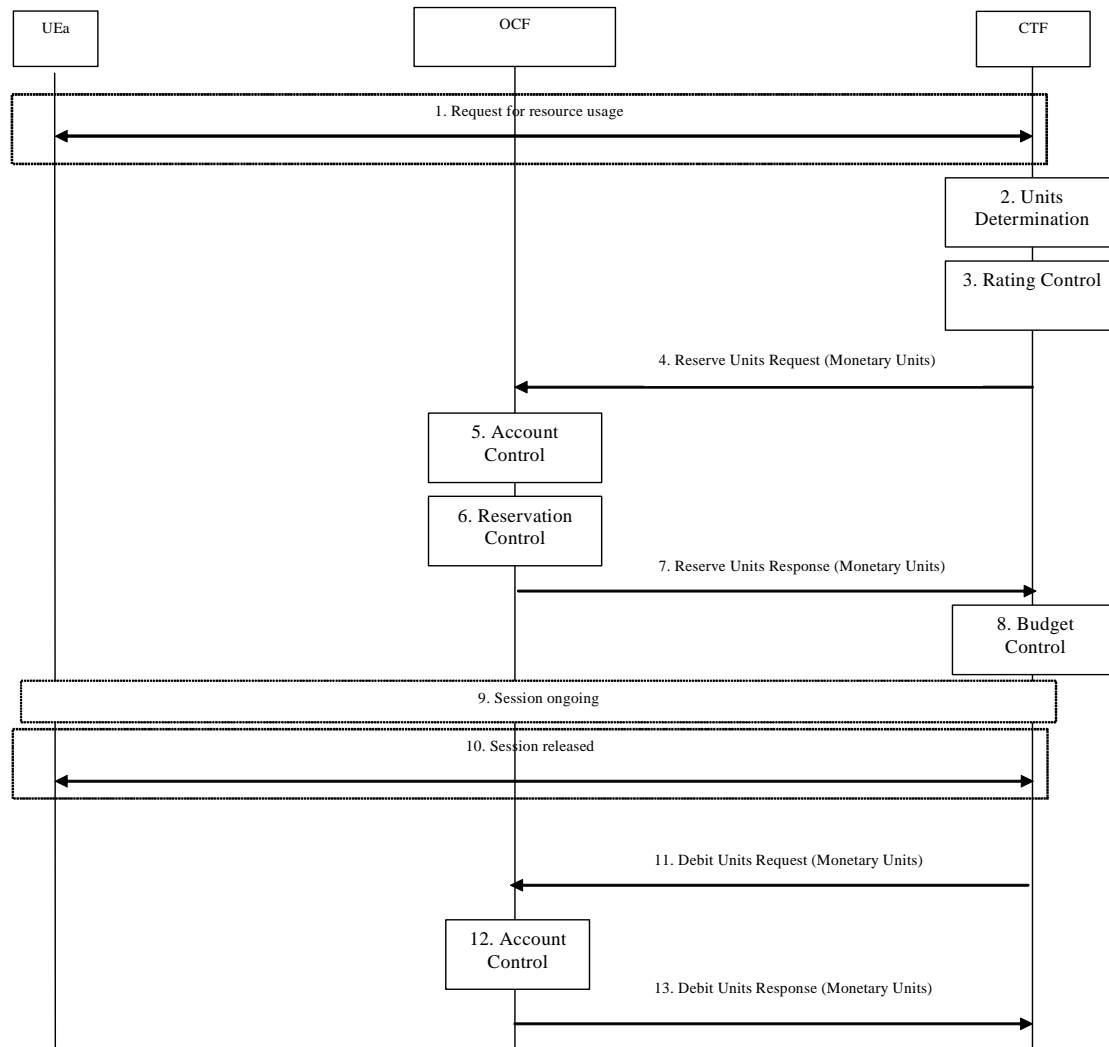 UEa
OCF
CTF
1. Request for resource usage
2. Units
Determination
3. Rating Control
4. Reserve Units Request (Monetary Units)
5. Account
Control
6. Reservation
Control
7. Reserve Units Response (Monetary Units)
8. Budget
Control
9. Session ongoing
10. Session released
11. Debit Units Request (Monetary Units)
12. Account
Control
13. Debit Units Response (Monetary Units)